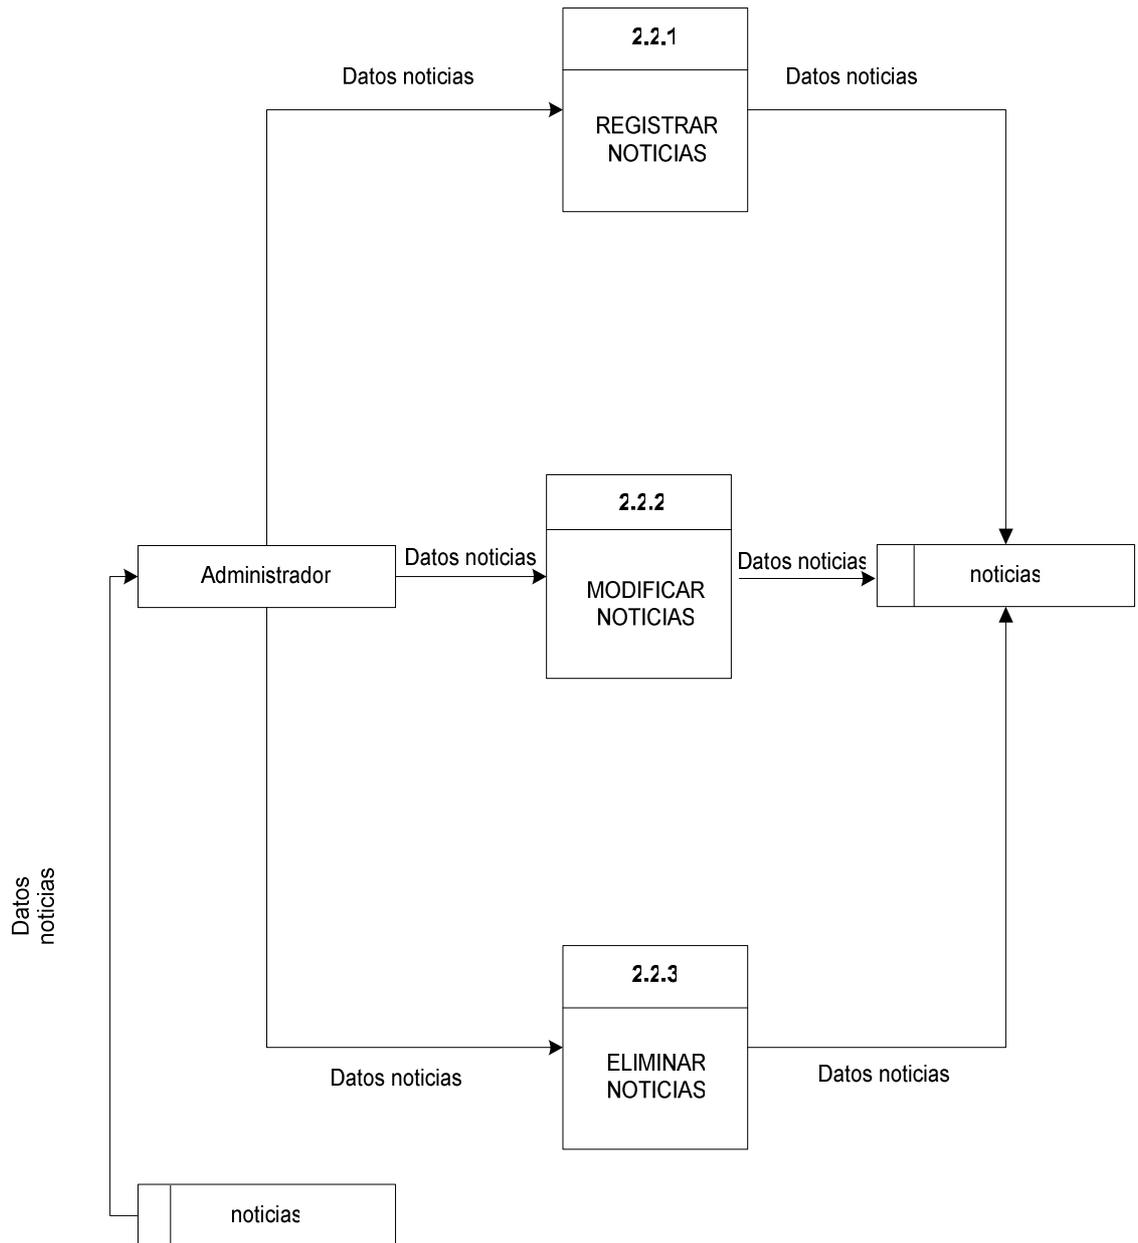 2.2.1
Datos noticias
Datos noticias
REGISTRAR
NOTICIAS
2.2.2
Datos noticias
Datos noticias
Administrador
noticias
MODIFICAR
NOTICIAS
Datos
noticias
2.2.3
ELIMINAR
NOTICIAS
Datos noticias
Datos noticias
noticias